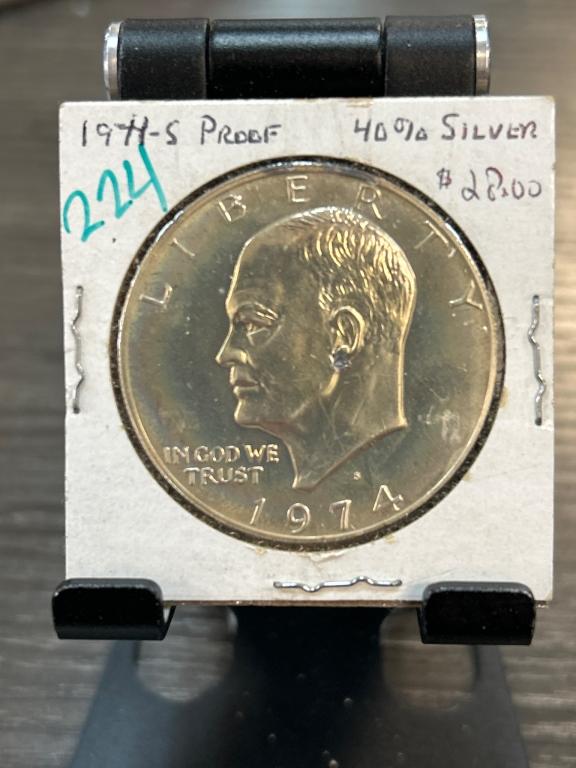 1974-S PROOF 40% SILVER
$28.00
224
LIBERTY
IN GOD WE
TRUST
S
1974